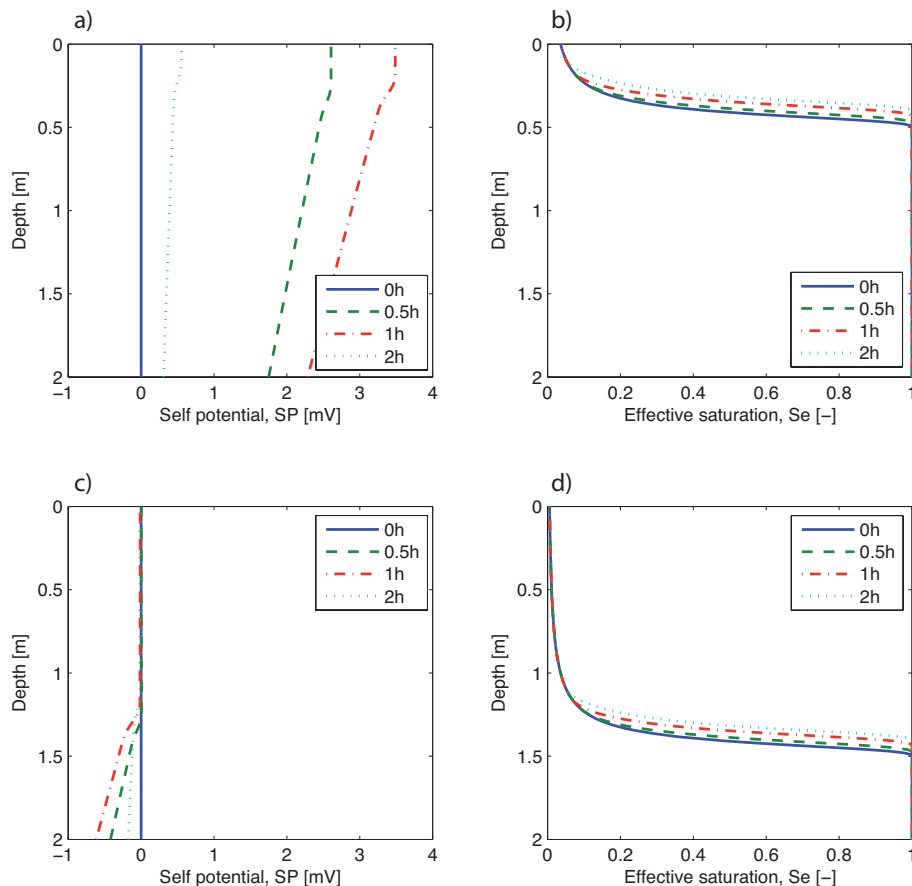 a)
0
0.5
1
1.5
2
Depth [m]
−1
0
1
2
3
4
Self potential, SP [mV]
0h
0.5h
1h
2h
b)
0
0.5
1
1.5
2
Depth [m]
0
0.2
0.4
0.6
0.8
1
Effective saturation, Se [−]
0h
0.5h
1h
2h
c)
0
0.5
1
1.5
2
Depth [m]
−1
0
1
2
3
4
Self potential, SP [mV]
0h
0.5h
1h
2h
d)
0
0.5
1
1.5
2
Depth [m]
0
0.2
0.4
0.6
0.8
1
Effective saturation, Se [−]
0h
0.5h
1h
2h